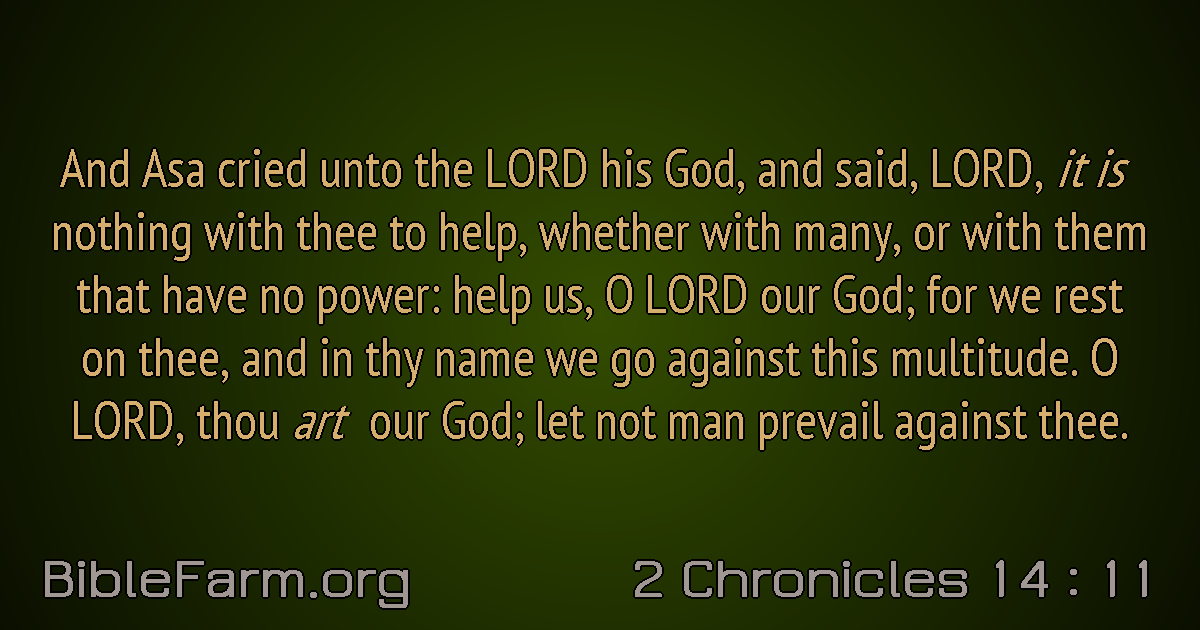 And Asa cried unto the LORD his God, and said, LORD, it is
nothing with thee to help, whether with many, or with them
that have no power: help us, O LORD our God; for we rest
on thee, and in thy name we go against this multitude. O
LORD, thou art our God; let not man prevail against thee.
BibleFarm.org
2 Chronicles 14 : 11